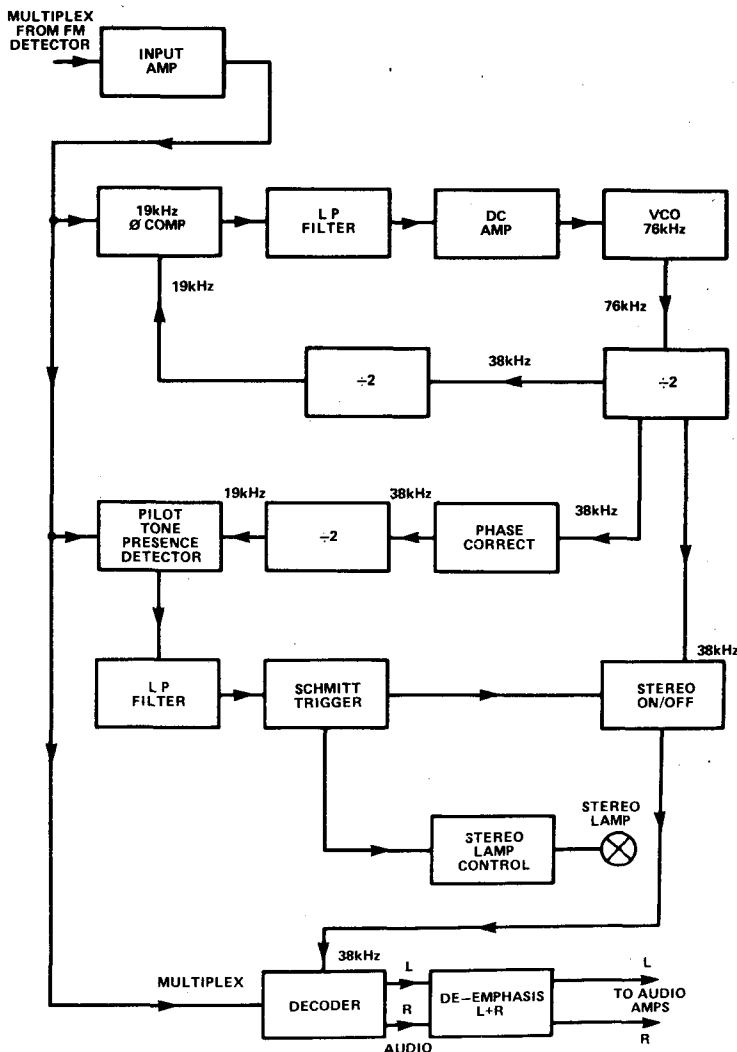 MULTIPLEX
FROM FM
DETECTOR
INPUT
AMP
19kHz
Ø COMP
L P
FILTER
DC
AMP
VCO
76kHz
19kHz
76kHz
÷2
38kHz
÷2
PILOT
TONE
PRESENCE
DETECTOR
19kHz
÷2
38kHz
PHASE
CORRECT
38kHz
L P
FILTER
SCHMITT
TRIGGER
38kHz
STEREO
ON/OFF
STEREO
LAMP
CONTROL
STEREO
LAMP
MULTIPLEX
38kHz
DECODER
L
R
AUDIO
DE-EMPHASIS
L+R
L
TO AUDIO
AMPS
R